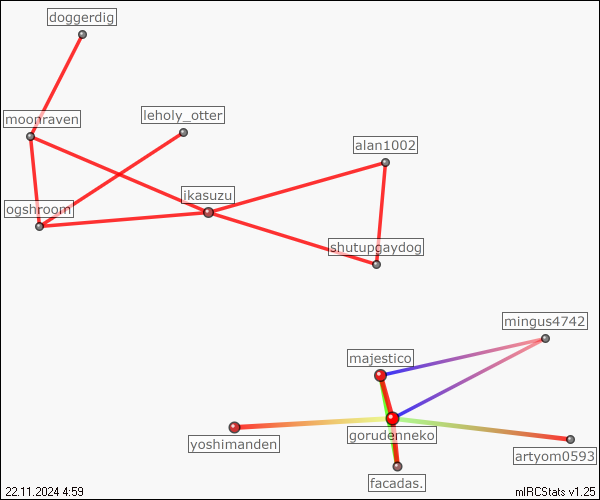 doggerdig
leholy_otter
moonraven
alan1002
ikasuzu
ogshroom
shutupgaydog
mingus4742
majestico
gorudenneko
yoshimanden
artyom0593
facadas.
22.11.2024 4:59
mIRCStats v1.25